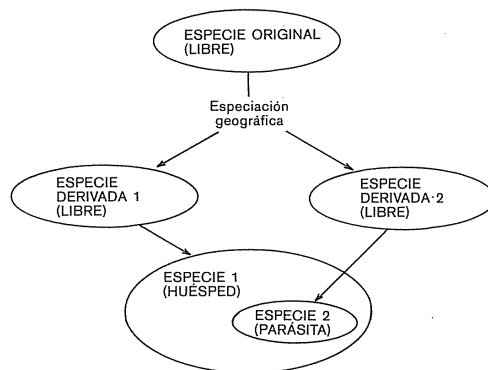 ESPECIE ORIGINAL
(LIBRE)
Especiación
geográfica
ESPECIE
DERIVADA 1
(LIBRE)
ESPECIE
DERIVADA 2
(LIBRE)
ESPECIE 1
(HUÉSPED)
ESPECIE 2
(PARÁSITA)